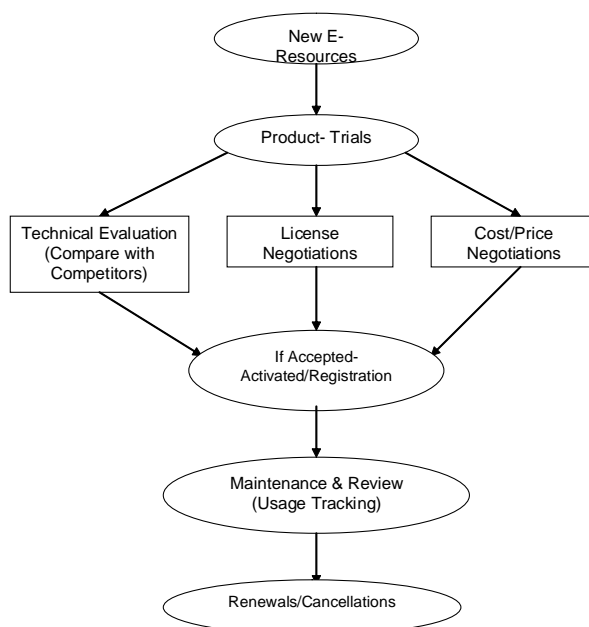 New E-
Resources
Product- Trials
Technical Evaluation
(Compare with
Competitors)
License
Negotiations
Cost/Price
Negotiations
If Accepted-
Activated/Registration
Maintenance & Review
(Usage Tracking)
Renewals/Cancellations